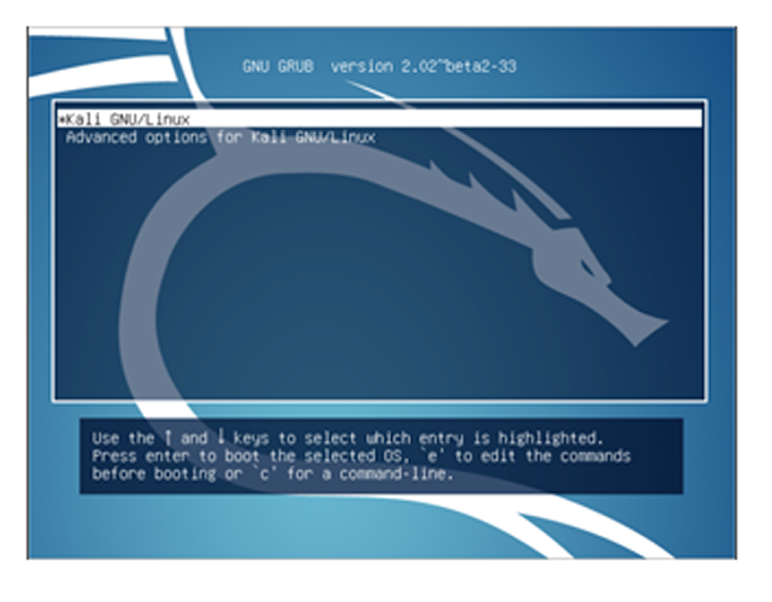 GNU GRUB  version 2.02~beta2-33
*Kali GNU/Linux
Advanced options for Kali GNU/Linux
Use the ↑ and ↓ keys to select which entry is highlighted.
Press enter to boot the selected OS, `e' to edit the commands
before booting or `c' for a command-line.